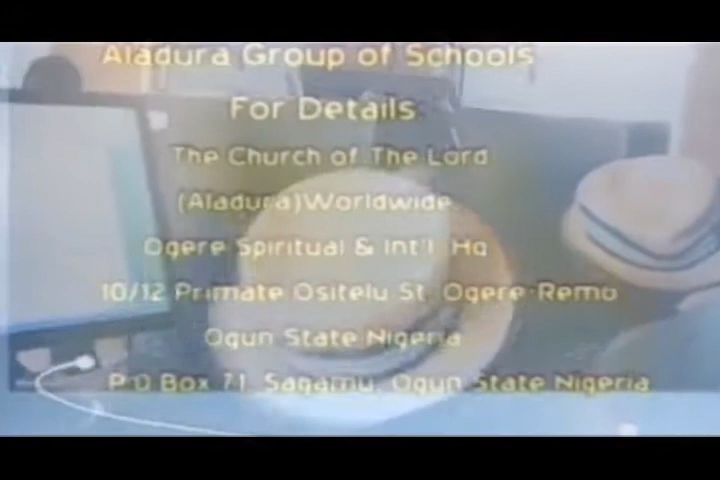 Aladura Group of Schools
For Details
The Church of The Lord
(Aladura)Worldwide
Ogere Spiritual & Int'l Hq
10/12 Primate Ositelu St. Ogere-Remo
Ogun State Nigeria
P.O Box 71, Sagamu, Ogun State Nigeria